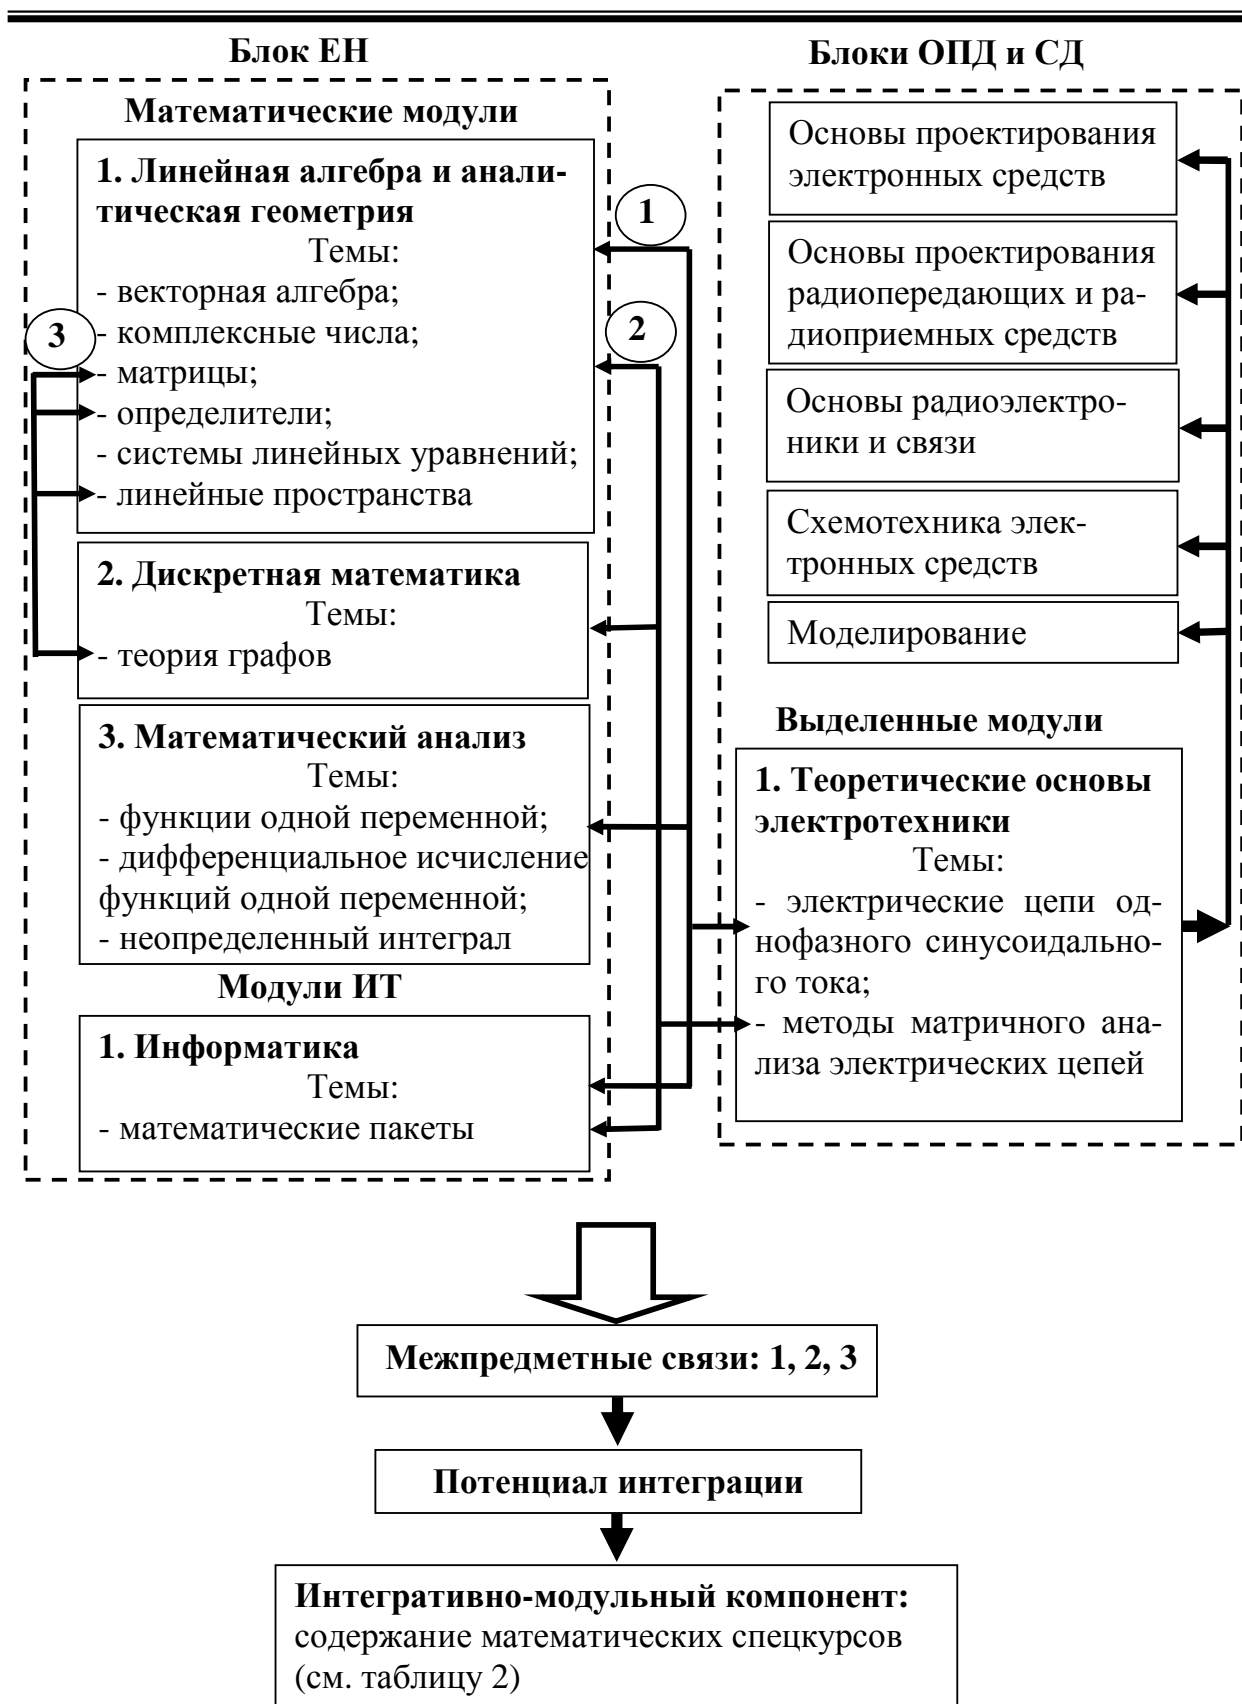 Блок ЕН
Математические модули
1. Линейная алгебра и анали-
тическая геометрия
Темы:
- векторная алгебра;
- комплексные числа;
- матрицы;
- определители;
- системы линейных уравнений;
- линейные пространства
1
2
3
2. Дискретная математика
Темы:
- теория графов
3. Математический анализ
Темы:
- функции одной переменной;
- дифференциальное исчисление
функций одной переменной;
- неопределенный интеграл
Модули ИТ
1. Информатика
Темы:
- математические пакеты
Блоки ОПД и СД
Основы проектирования
электронных средств
Основы проектирования
радиопередающих и ра-
диоприемных средств
Основы радиоэлектро-
ники и связи
Схемотехника элек-
тронных средств
Моделирование
Выделенные модули
1. Теоретические основы
электротехники
Темы:
- электрические цепи од-
нофазного синусоидально-
го тока;
- методы матричного ана-
лиза электрических цепей
Межпредметные связи: 1, 2, 3
Потенциал интеграции
Интегративно-модульный компонент:
содержание математических спецкурсов
(см. таблицу 2)